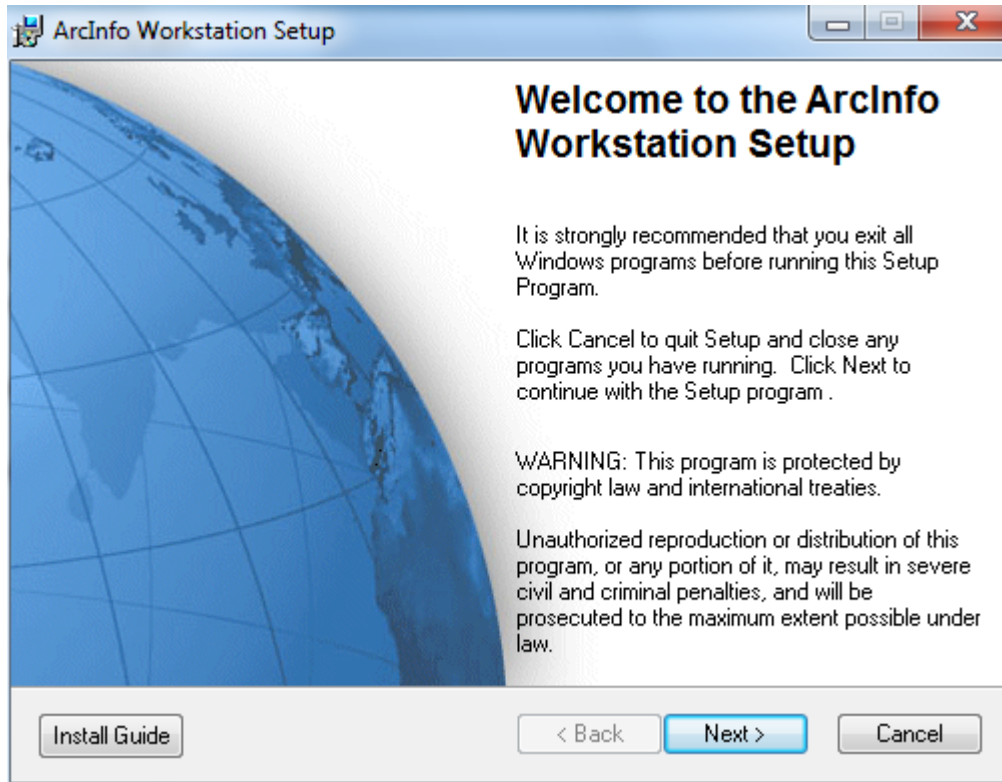 ArcInfo Workstation Setup
Welcome to the ArcInfo
Workstation Setup
It is strongly recommended that you exit all
Windows programs before running this Setup
Program.
Click Cancel to quit Setup and close any
programs you have running.  Click Next to
continue with the Setup program .
WARNING: This program is protected by
copyright law and international treaties.
Unauthorized reproduction or distribution of this
program, or any portion of it, may result in severe
civil and criminal penalties, and will be
prosecuted to the maximum extent possible under
law.
Install Guide
< Back
Next >
Cancel